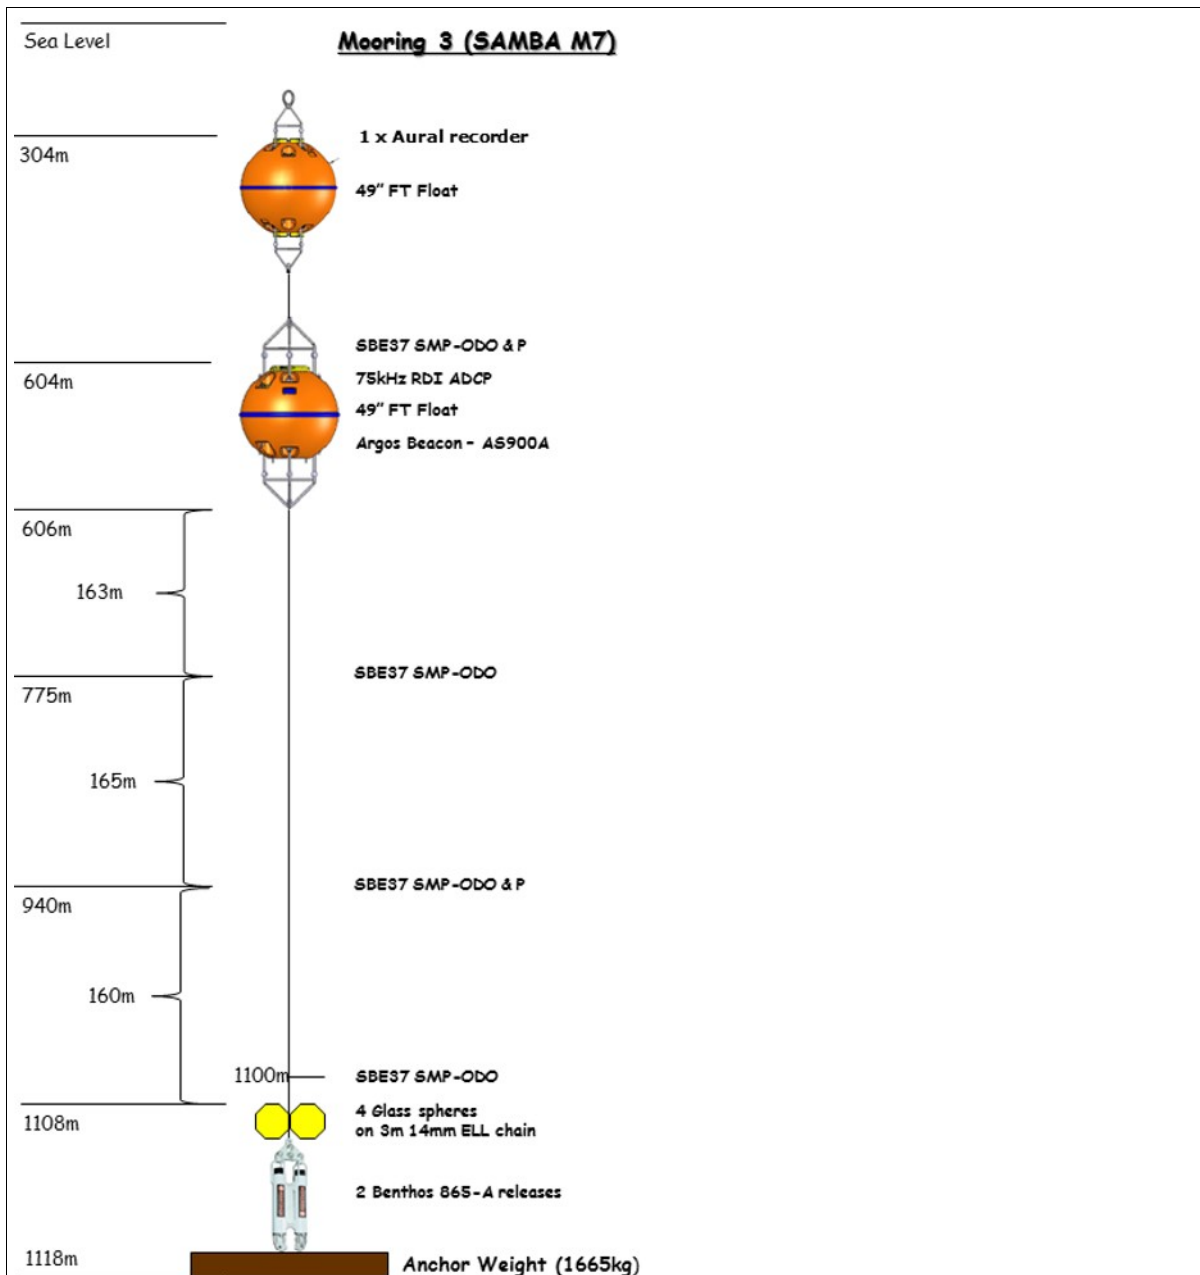 Sea Level
Mooring 3 (SAMBA M7)
1 x Aural recorder
304m
49" FT Float
SBE37 SMP-ODO & P
604m
75kHz RDI ADCP
49" FT Float
Argos Beacon - AS900A
606m
163m
SBE37 SMP-ODO
775m
165m
SBE37 SMP-ODO & P
940m
160m
1100m
SBE37 SMP-ODO
4 Glass spheres
on 3m 14mm ELL chain
1108m
2 Benthos 865-A releases
1118m
Anchor Weight (1665kg)